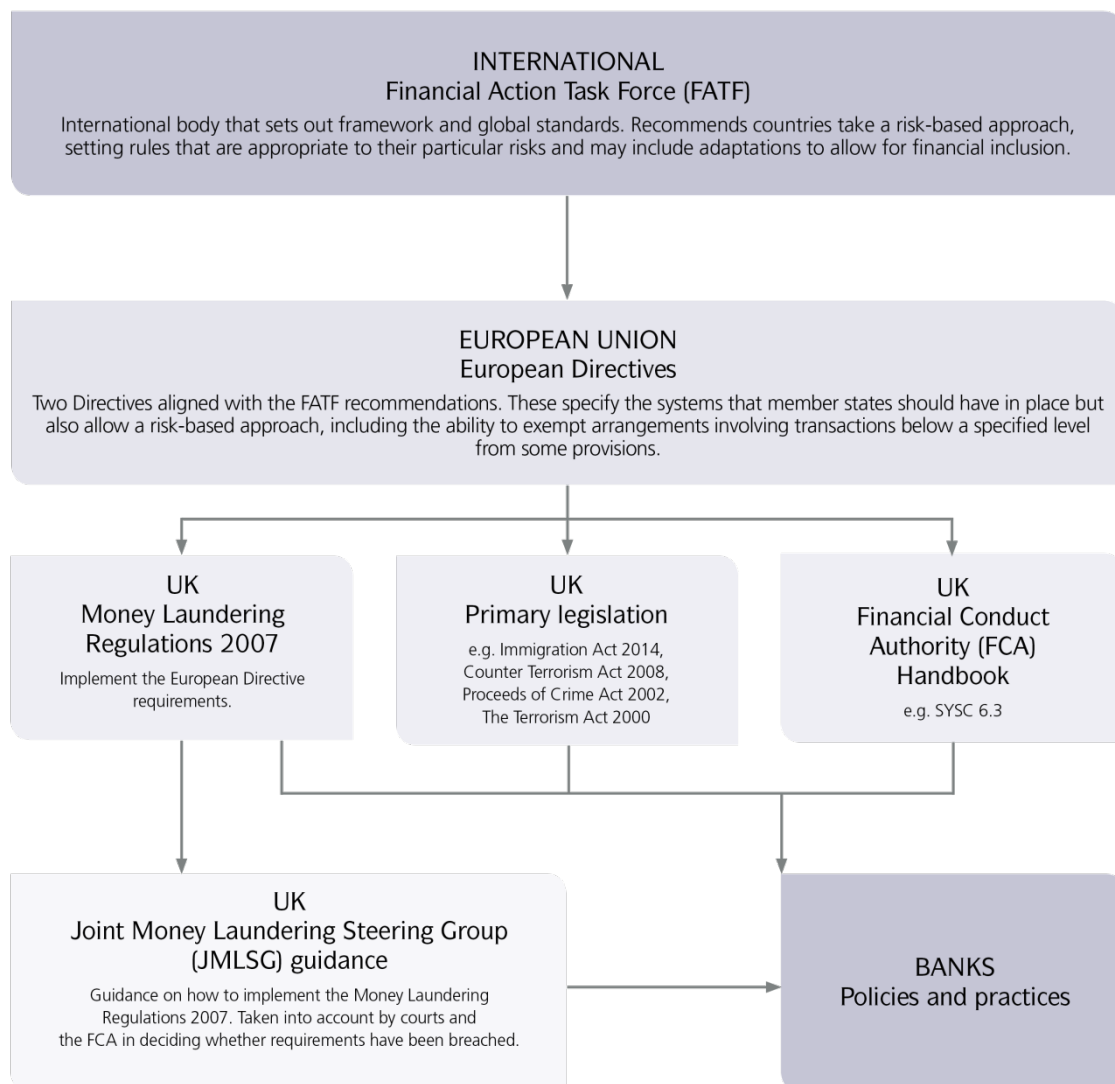 INTERNATIONAL
Financial Action Task Force (FATF)
International body that sets out framework and global standards. Recommends countries take a risk-based approach,
setting rules that are appropriate to their particular risks and may include adaptations to allow for financial inclusion.
EUROPEAN UNION
European Directives
Two Directives aligned with the FATF recommendations. These specify the systems that member states should have in place but
also allow a risk-based approach, including the ability to exempt arrangements involving transactions below a specified level
from some provisions.
UK
Money Laundering
Regulations 2007
Implement the European Directive
requirements.
UK
Primary legislation
e.g. Immigration Act 2014,
Counter Terrorism Act 2008,
Proceeds of Crime Act 2002,
The Terrorism Act 2000
UK
Financial Conduct
Authority (FCA)
Handbook
e.g. SYSC 6.3
UK
Joint Money Laundering Steering Group
(JMLSG) guidance
Guidance on how to implement the Money Laundering
Regulations 2007. Taken into account by courts and
the FCA in deciding whether requirements have been breached.
BANKS
Policies and practices